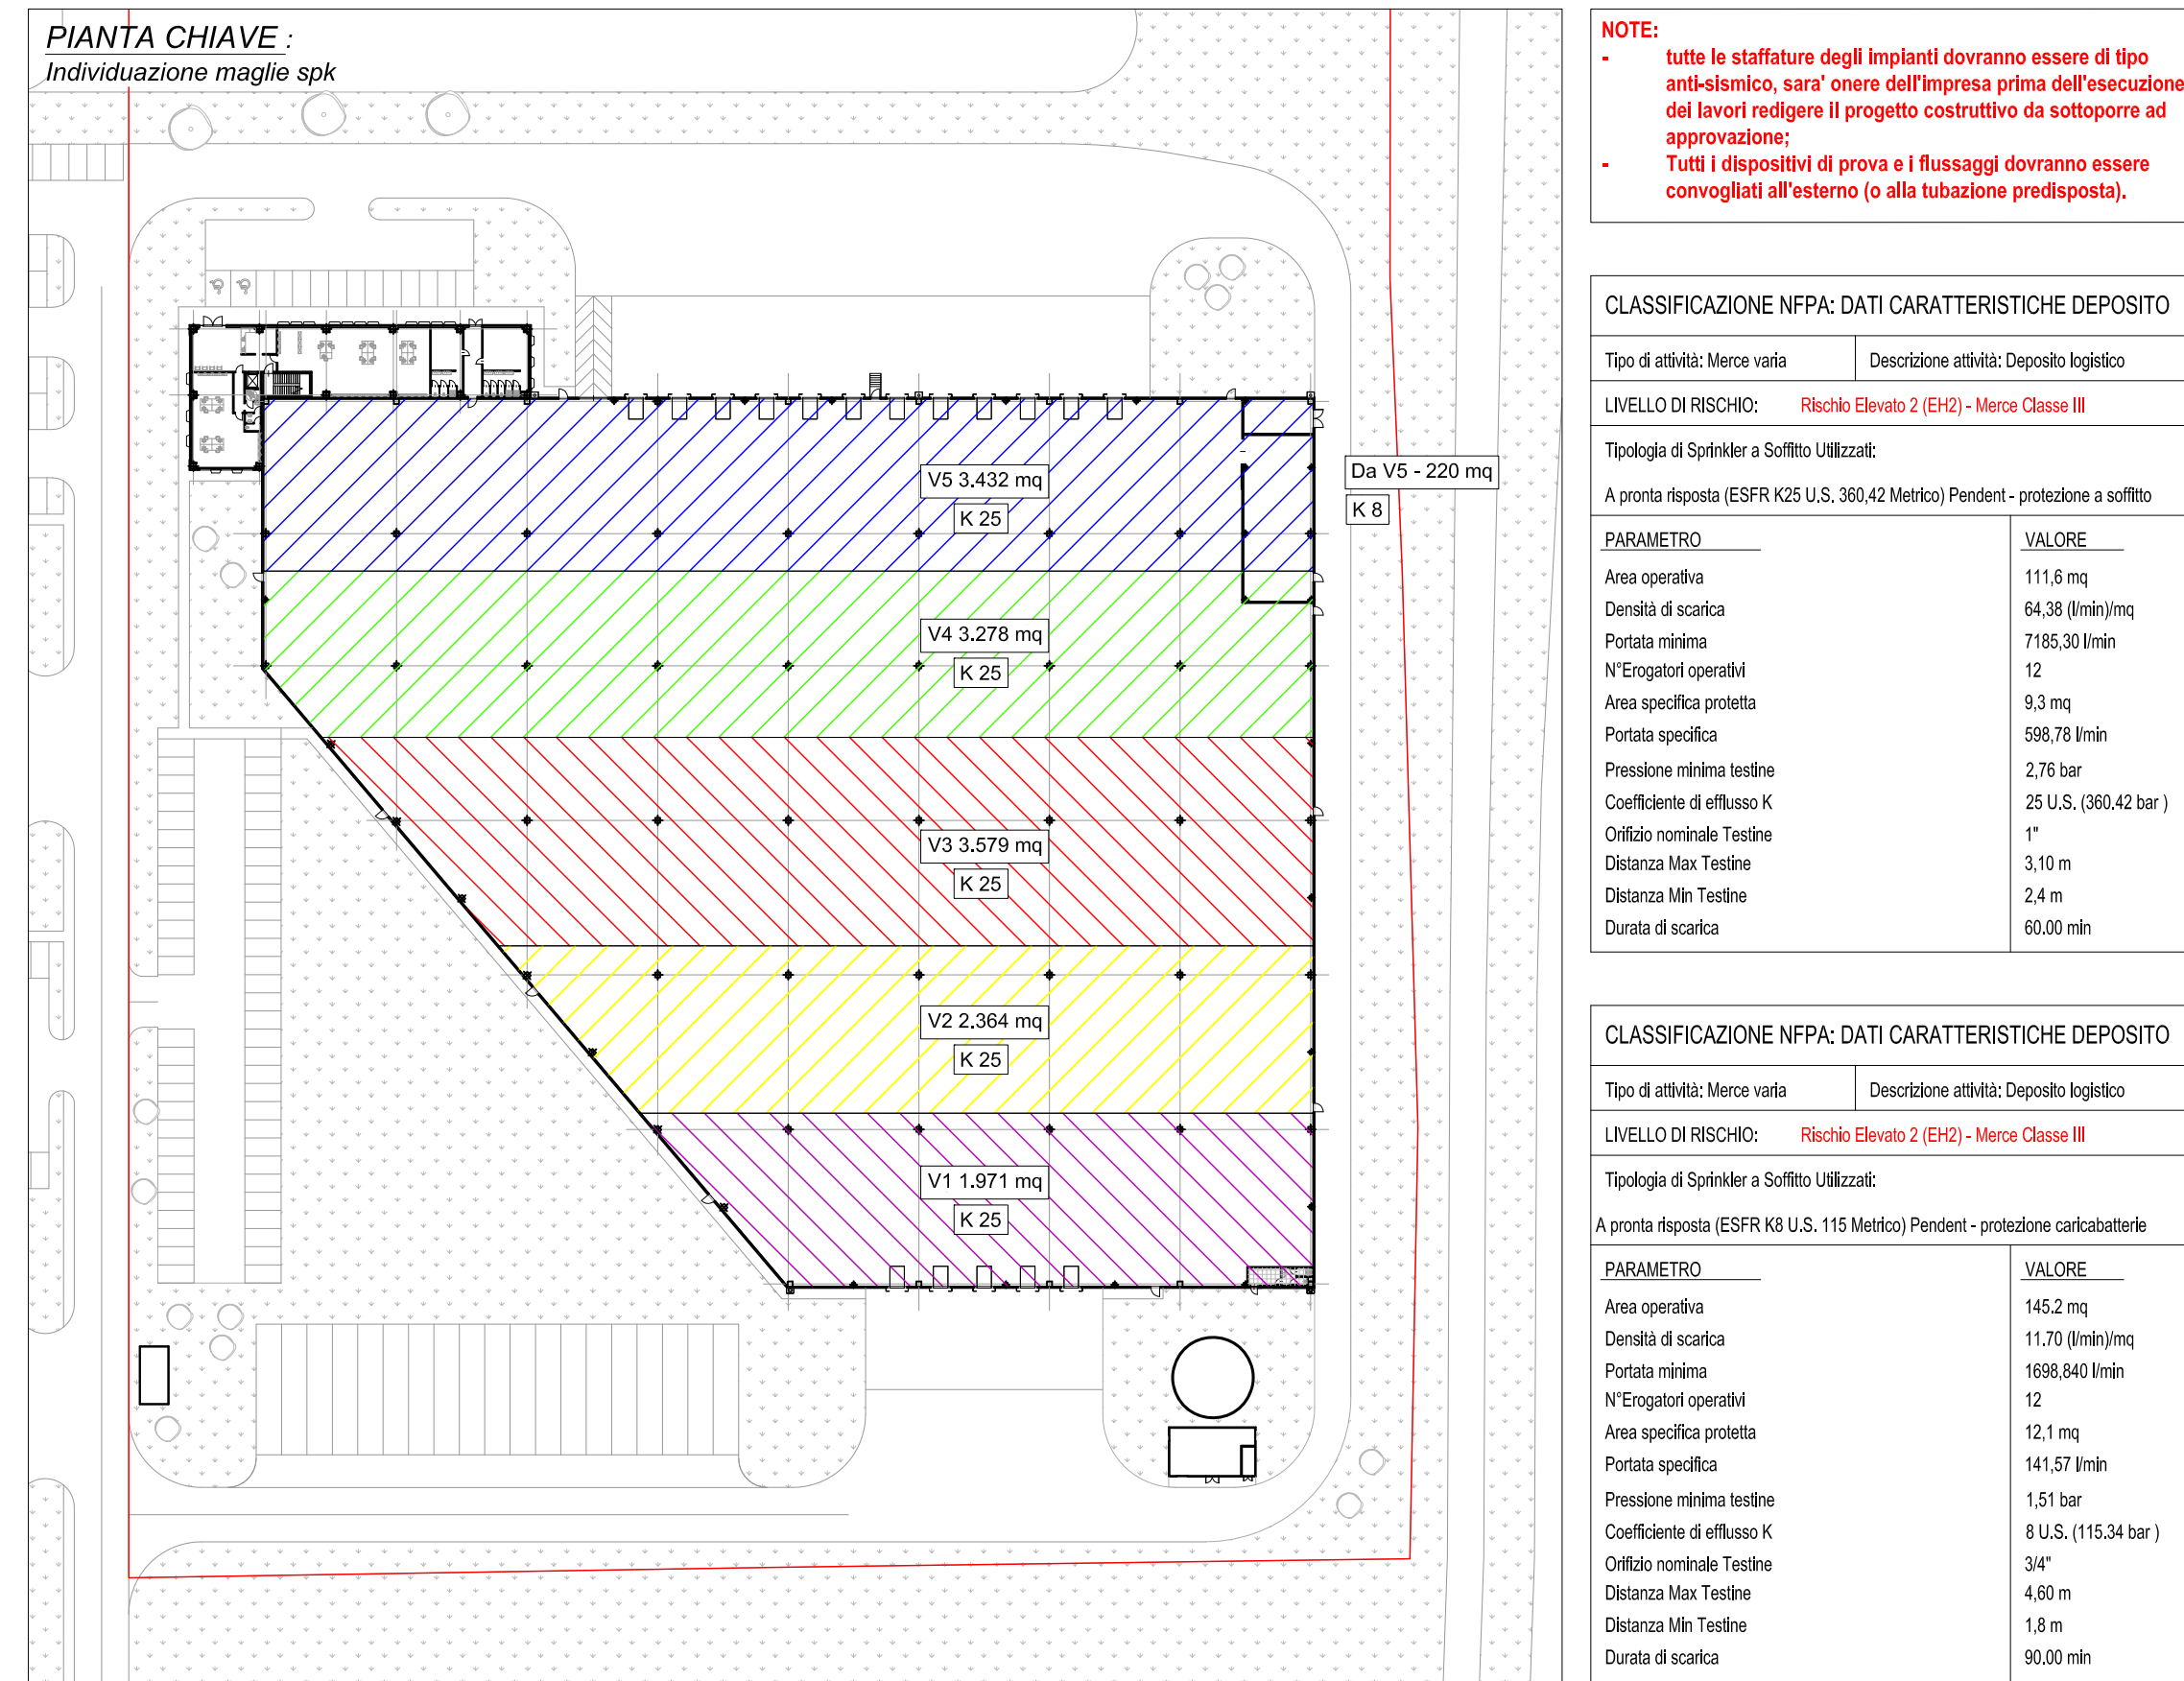 PIANTA CHIAVE :
Individuazione maglie spk
V5 3.432 mq
K 25
Da V5 - 220 mq
K 8
V4 3.278 mq
K 25
V3 3.579 mq
K 25
V2 2.364 mq
K 25
V1 1.971 mq
K 25
NOTE:
- tutte le staffature degli impianti dovranno essere di tipo
anti-sismico, sara' onere dell'impresa prima dell'esecuzione
dei lavori redigere il progetto costruttivo da sottoporre ad
approvazione;
- Tutti i dispositivi di prova e i flussaggi dovranno essere
convogliati all'esterno (o alla tubazione predisposta).
CLASSIFICAZIONE NFPA: DATI CARATTERISTICHE DEPOSITO
Tipo di attività: Merce varia Descrizione attività: Deposito logistico
LIVELLO DI RISCHIO: Rischio Elevato 2 (EH2) - Merce Classe III
Tipologia di Sprinkler a Soffitto Utilizzati:
A pronta risposta (ESFR K25 U.S. 360,42 Metrico) Pendent - protezione a soffitto
PARAMETRO VALORE
Area operativa 111,6 mq
Densità di scarica 64,38 (l/min)/mq
Portata minima 7185,30 l/min
N°Erogatori operativi 12
Area specifica protetta 9,3 mq
Portata specifica 598,78 l/min
Pressione minima testine 2,76 bar
Coefficiente di efflusso K 25 U.S. (360.42 bar )
Orifizio nominale Testine 1"
Distanza Max Testine 3,10 m
Distanza Min Testine 2,4 m
Durata di scarica 60.00 min
CLASSIFICAZIONE NFPA: DATI CARATTERISTICHE DEPOSITO
Tipo di attività: Merce varia Descrizione attività: Deposito logistico
LIVELLO DI RISCHIO: Rischio Elevato 2 (EH2) - Merce Classe III
Tipologia di Sprinkler a Soffitto Utilizzati:
A pronta risposta (ESFR K8 U.S. 115 Metrico) Pendent - protezione caricabatterie
PARAMETRO VALORE
Area operativa 145.2 mq
Densità di scarica 11.70 (l/min)/mq
Portata minima 1698,840 l/min
N°Erogatori operativi 12
Area specifica protetta 12,1 mq
Portata specifica 141,57 l/min
Pressione minima testine 1,51 bar
Coefficiente di efflusso K 8 U.S. (115.34 bar )
Orifizio nominale Testine 3/4"
Distanza Max Testine 4,60 m
Distanza Min Testine 1,8 m
Durata di scarica 90.00 min